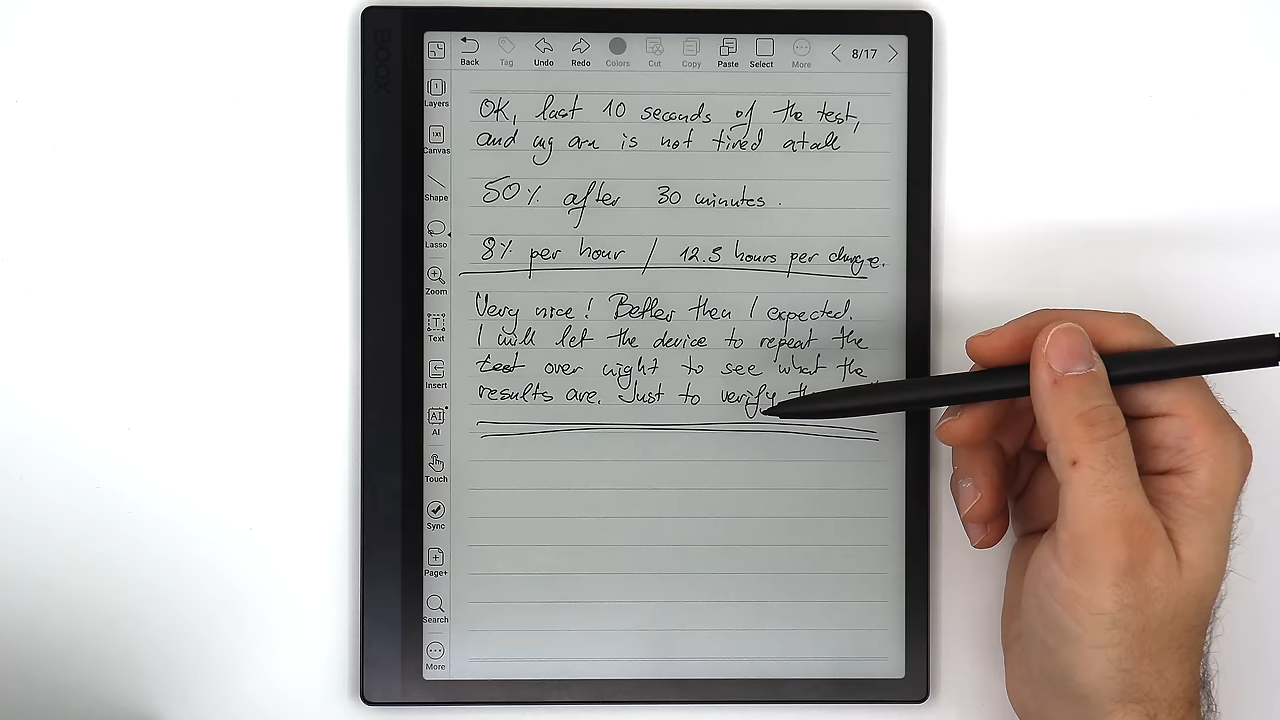 BOOX
Back Tag Undo Redo Colors Cut Copy Paste Select More 8/17
Layers
Canvas
Shape
Lasso
Zoom
Text
Insert
AI
Touch
Sync
Page+
Search
More
OK, last 10 seconds of the test,
and my arm is not tired atall
50% after 30 minutes.
8% per hour / 12.5 hours per charge.
Very nice! Better then I expected.
I will let the device to repeat the
test over night to see what the
results are. Just to verify